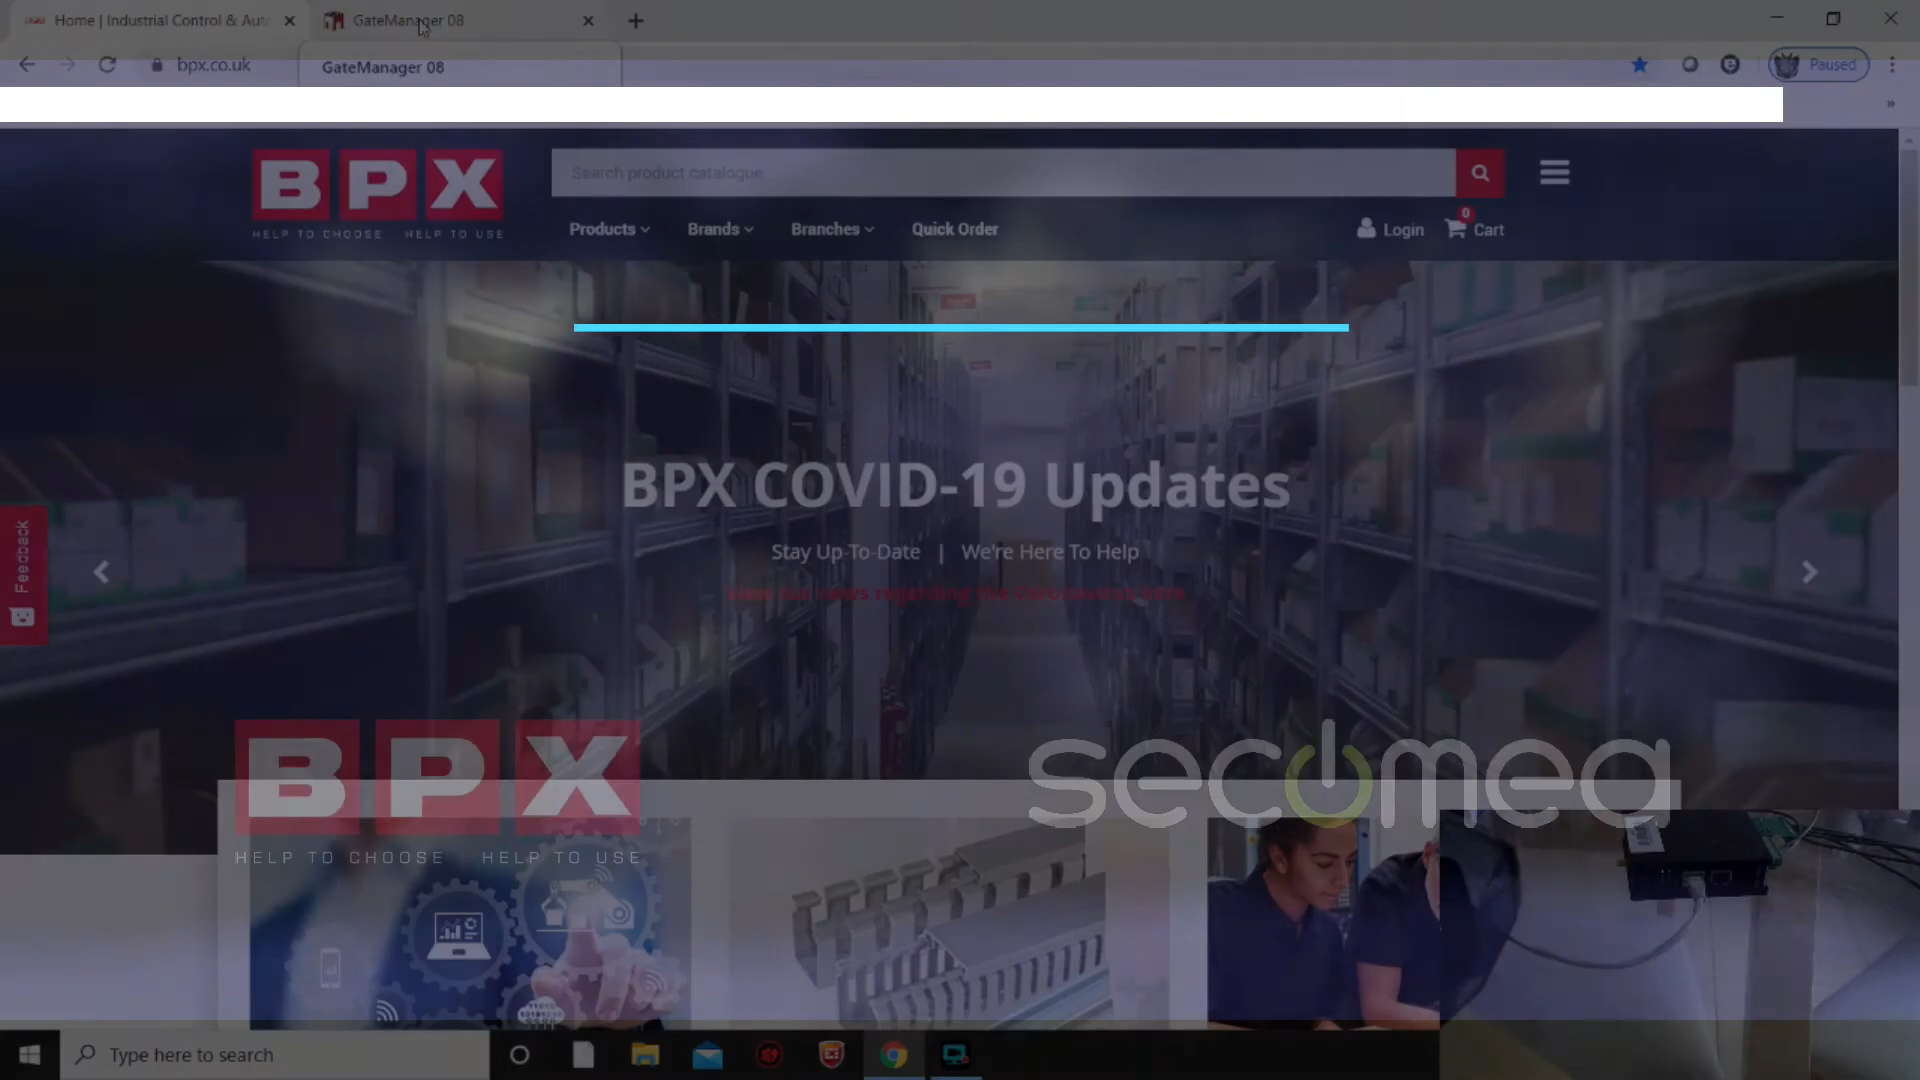 Home | Industrial Control & Auto
GateManager 08
bpx.co.uk
GateManager 08
Paused
BPX
HELP TO CHOOSE HELP TO USE
Search product catalogue
Products
Brands
Branches
Quick Order
Login
0
Cart
BPX COVID-19 Updates
Stay Up-To-Date | We're Here To Help
Feedback
BPX
HELP TO CHOOSE HELP TO USE
secomea
Type here to search